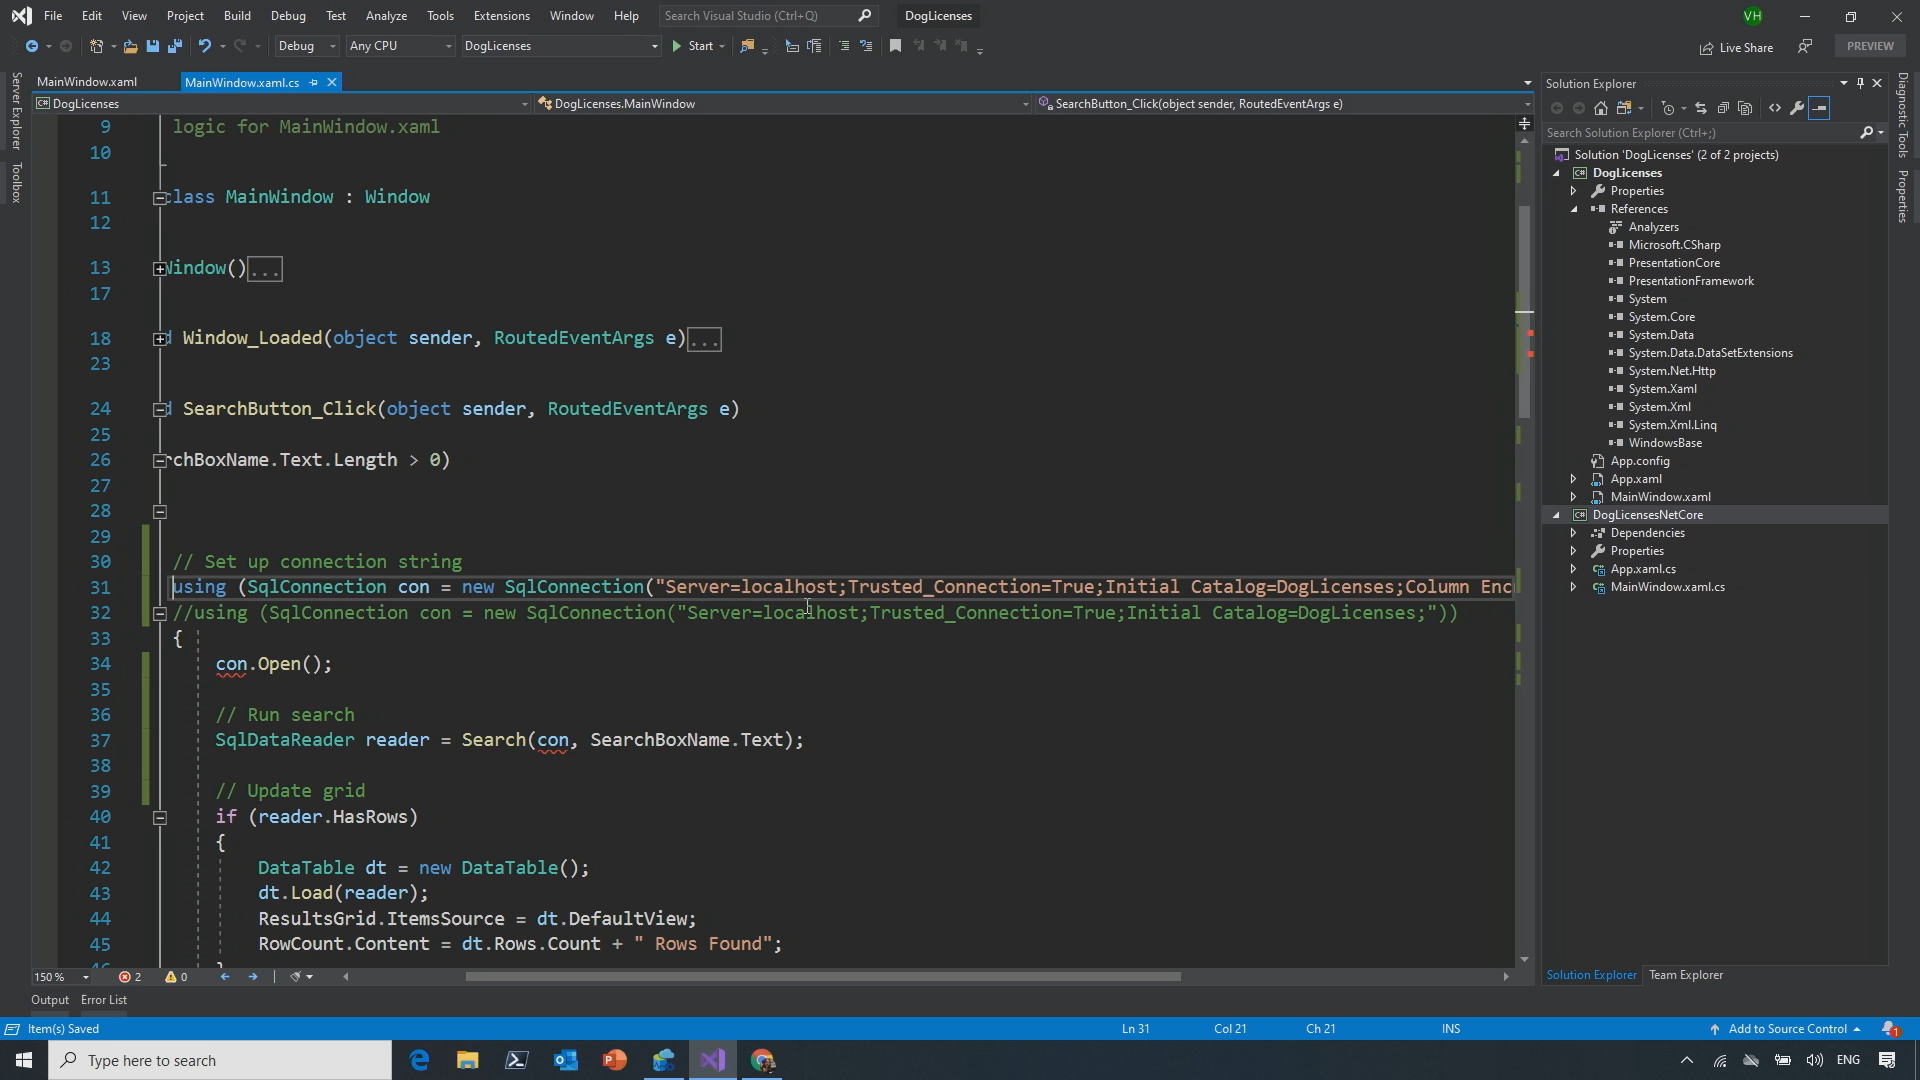 File Edit View Project Build Debug Test Analyze Tools Extensions Window Help Search Visual Studio (Ctrl+Q) DogLicenses VH
Debug Any CPU DogLicenses Start Live Share PREVIEW
MainWindow.xaml MainWindow.xaml.cs
DogLicenses DogLicenses.MainWindow SearchButton_Click(object sender, RoutedEventArgs e)
Server Explorer
Toolbox
9 logic for MainWindow.xaml
10
11 class MainWindow : Window
12
13 Window()...
17
18 d Window_Loaded(object sender, RoutedEventArgs e)...
23
24 d SearchButton_Click(object sender, RoutedEventArgs e)
25
26 rchBoxName.Text.Length > 0)
27
28
29
30 // Set up connection string
31 using (SqlConnection con = new SqlConnection("Server=localhost;Trusted_Connection=True;Initial Catalog=DogLicenses;Column Enc
32 //using (SqlConnection con = new SqlConnection("Server=localhost;Trusted_Connection=True;Initial Catalog=DogLicenses;"))
33 {
34 con.Open();
35
36 // Run search
37 SqlDataReader reader = Search(con, SearchBoxName.Text);
38
39 // Update grid
40 if (reader.HasRows)
41 {
42 DataTable dt = new DataTable();
43 dt.Load(reader);
44 ResultsGrid.ItemsSource = dt.DefaultView;
45 RowCount.Content = dt.Rows.Count + " Rows Found";
46 }
150 % 2 0
Output Error List
Solution Explorer
Search Solution Explorer (Ctrl+;)
Solution 'DogLicenses' (2 of 2 projects)
DogLicenses
Properties
References
Analyzers
Microsoft.CSharp
PresentationCore
PresentationFramework
System
System.Core
System.Data
System.Data.DataSetExtensions
System.Net.Http
System.Xaml
System.Xml
System.Xml.Linq
WindowsBase
App.config
App.xaml
MainWindow.xaml
DogLicensesNetCore
Dependencies
Properties
App.xaml.cs
MainWindow.xaml.cs
Solution Explorer Team Explorer
Diagnostic Tools
Properties
Item(s) Saved Ln 31 Col 21 Ch 21 INS Add to Source Control 1
Type here to search ENG